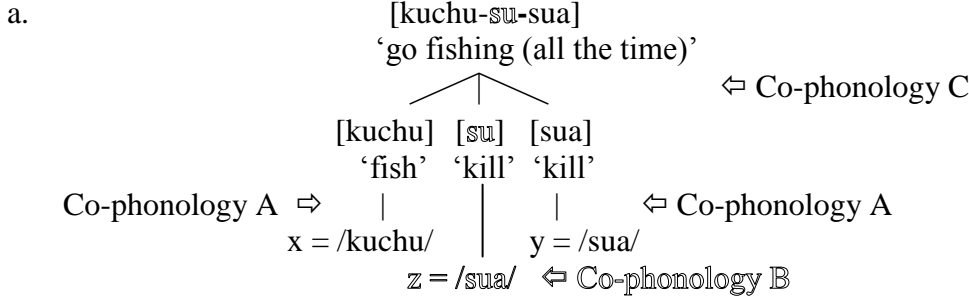 a. [kuchu-su-sua]
‘go fishing (all the time)’
⇦ Co-phonology C
[kuchu] [su] [sua]
‘fish’ ‘kill’ ‘kill’
Co-phonology A ⇨ | | ⇦ Co-phonology A
x = /kuchu/ y = /sua/
z = /sua/ ⇦ Co-phonology B